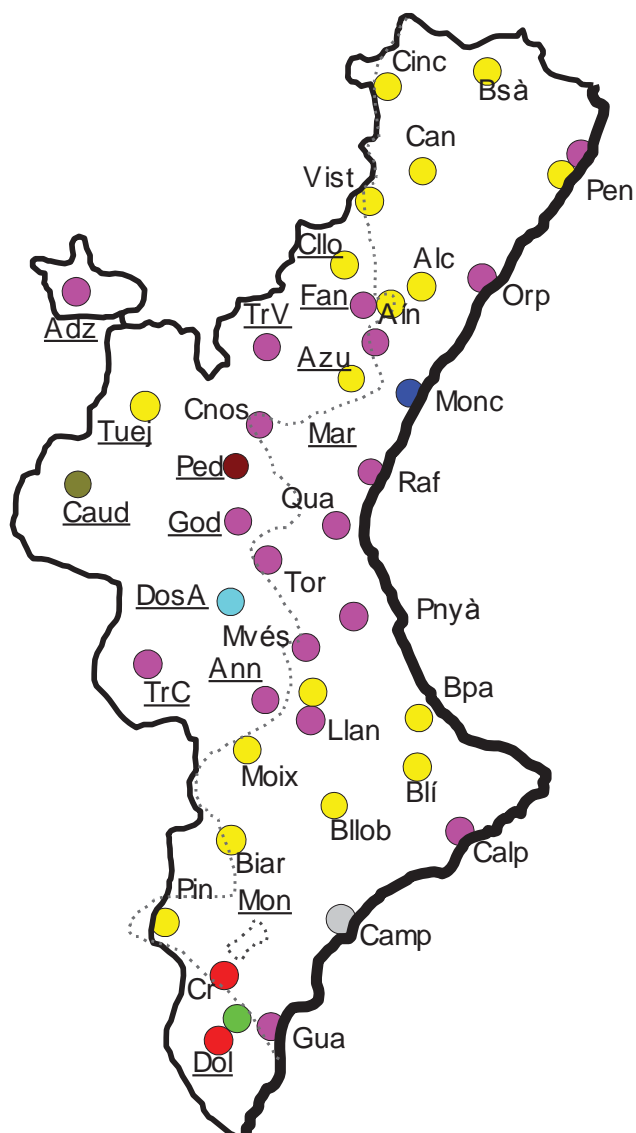 Cinc
Bsà
Can
Pen
Vist
Cllo
Alc
Fan
Orp
Adz
TrV
Aín
Azu
Monc
Tuej
Cnos
Mar
Ped
Raf
Caud
Qua
God
Tor
DosA
Pnyà
Mvés
Ann
TrC
Bpa
Llan
Moix
Blí
Bllob
Calp
Biar
Pin
Mon
Camp
Cr
Gua
Dol